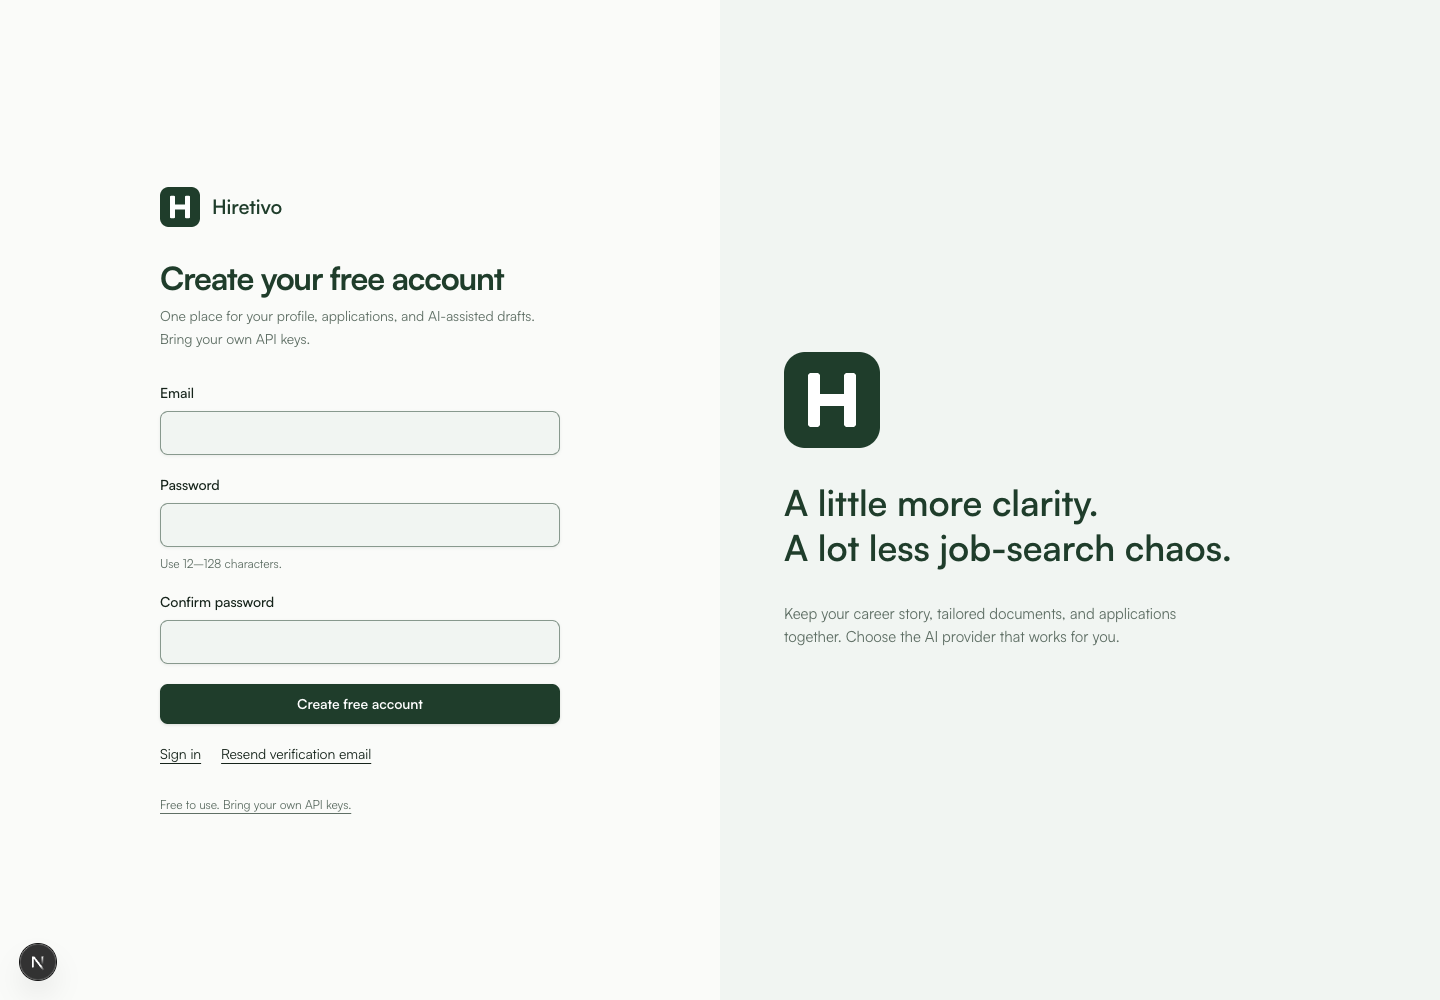 H
Hiretivo
Create your free account
One place for your profile, applications, and AI-assisted drafts.
Bring your own API keys.
Email
Password
Use 12–128 characters.
Confirm password
Create free account
Sign in
Resend verification email
Free to use. Bring your own API keys.
N
H
A little more clarity.
A lot less job-search chaos.
Keep your career story, tailored documents, and applications
together. Choose the AI provider that works for you.